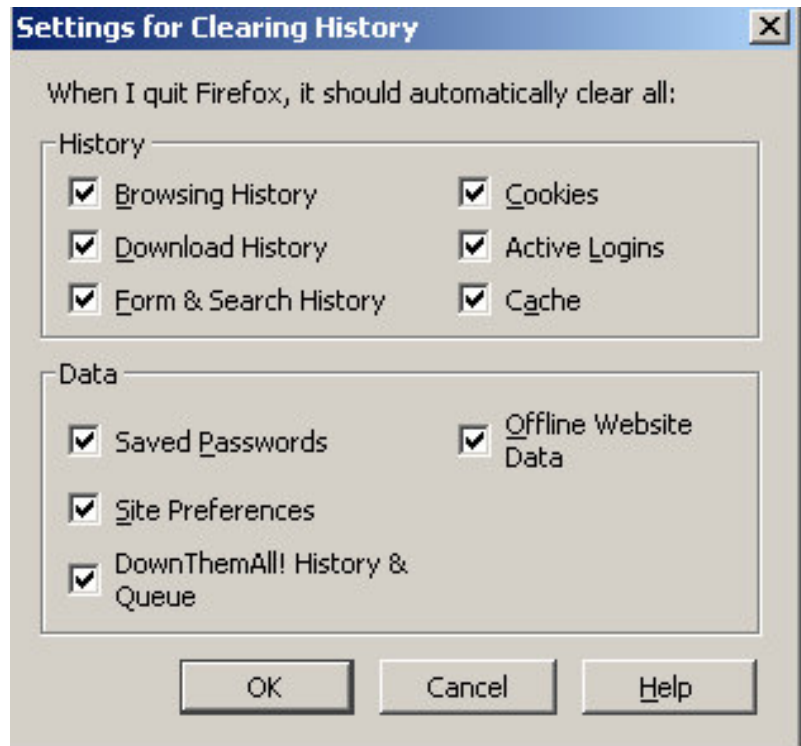 Settings for Clearing History
When I quit Firefox, it should automatically clear all:
History
Browsing History
Cookies
Download History
Active Logins
Form & Search History
Cache
Data
Saved Passwords
Offline Website
Data
Site Preferences
DownThemAll! History &
Queue
OK
Cancel
Help